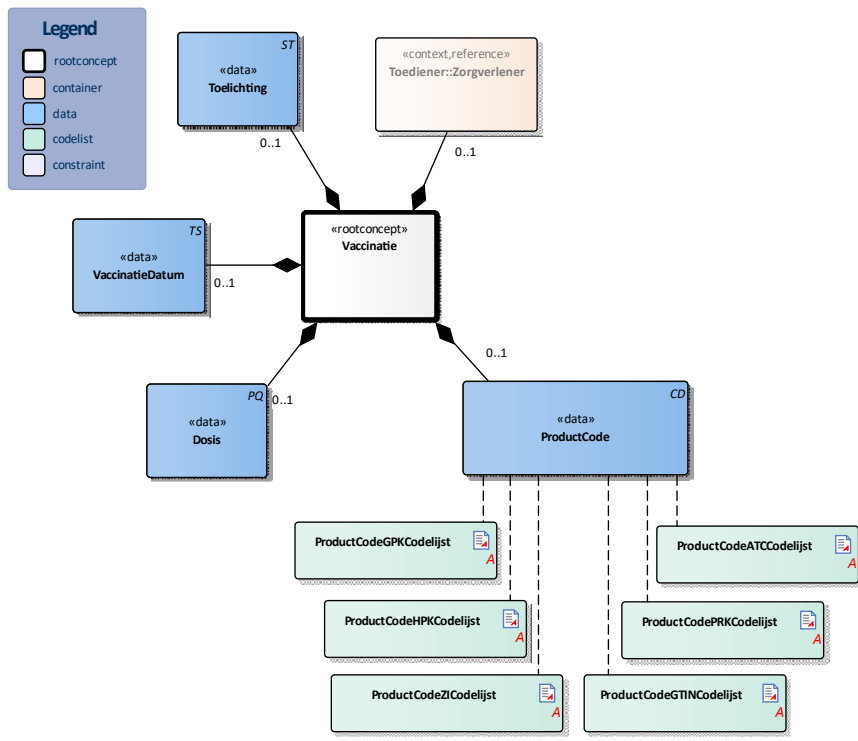 Legend
rootconcept
container
data
codelist
constraint
ST
«data»
Toelichting
0..1
«context,reference»
Toediener::Zorgverlener
0..1
«rootconcept»
Vaccinatie
TS
«data»
VaccinatieDatum
0..1
PQ
«data»
Dosis
0..1
0..1
CD
«data»
ProductCode
ProductCodeGPKCodelijst
A
ProductCodeATCCodelijst
A
ProductCodeHPKCodelijst
A
ProductCodePRKCodelijst
A
ProductCodeZICodelijst
A
ProductCodeGTINCodelijst
A